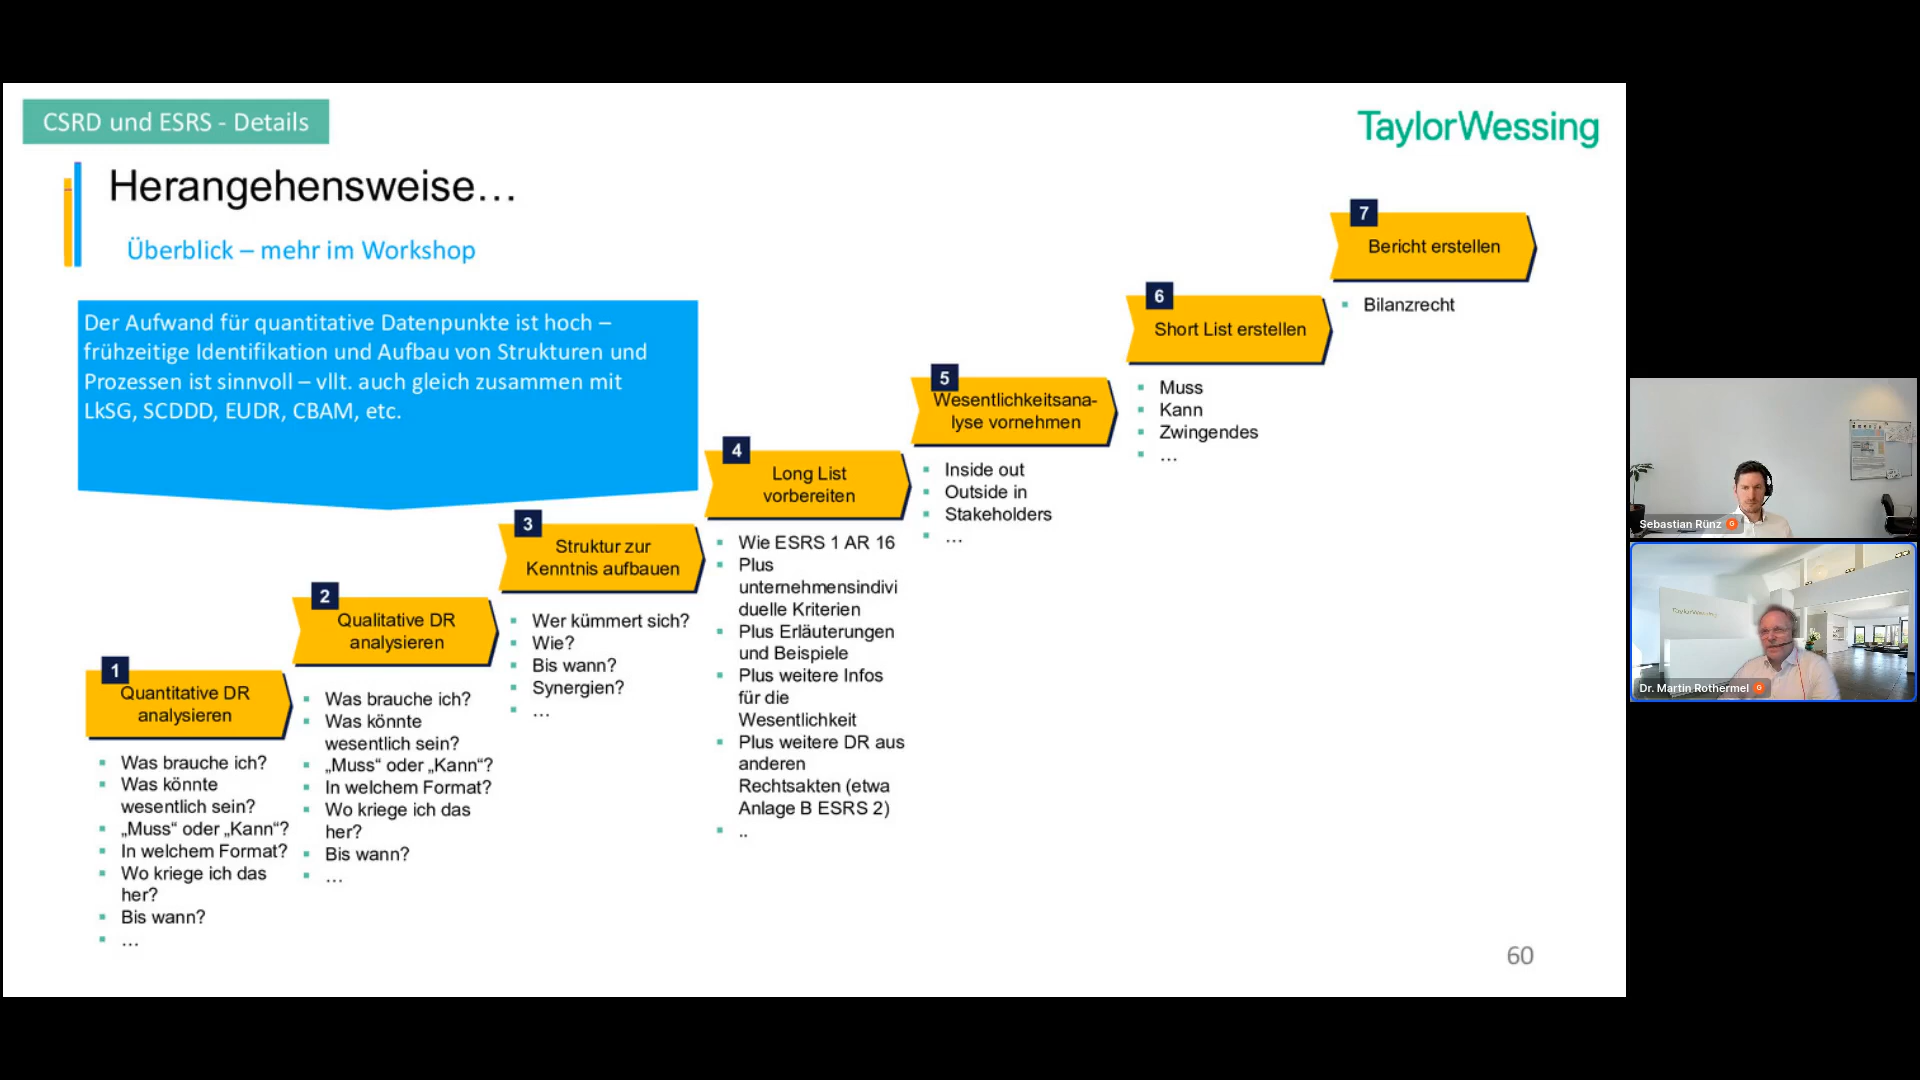 CSRD und ESRS - Details
TaylorWessing
Herangehensweise…
Überblick – mehr im Workshop
Der Aufwand für quantitative Datenpunkte ist hoch –
frühzeitige Identifikation und Aufbau von Strukturen und
Prozessen ist sinnvoll – vllt. auch gleich zusammen mit
LkSG, SCDDD, EUDR, CBAM, etc.
1
Quantitative DR
analysieren
Was brauche ich?
Was könnte
wesentlich sein?
„Muss“ oder „Kann“?
In welchem Format?
Wo kriege ich das
her?
Bis wann?
…
2
Qualitative DR
analysieren
Was brauche ich?
Was könnte
wesentlich sein?
„Muss“ oder „Kann“?
In welchem Format?
Wo kriege ich das
her?
Bis wann?
…
3
Struktur zur
Kenntnis aufbauen
Wer kümmert sich?
Wie?
Bis wann?
Synergien?
…
4
Long List
vorbereiten
Wie ESRS 1 AR 16
Plus
unternehmensindivi
duelle Kriterien
Plus Erläuterungen
und Beispiele
Plus weitere Infos
für die
Wesentlichkeit
Plus weitere DR aus
anderen
Rechtsakten (etwa
Anlage B ESRS 2)
..
5
Wesentlichkeitsana-
lyse vornehmen
Inside out
Outside in
Stakeholders
…
6
Short List erstellen
Muss
Kann
Zwingendes
…
7
Bericht erstellen
Bilanzrecht
60
Sebastian Rünz
TaylorWessing
Dr. Martin Rothermel